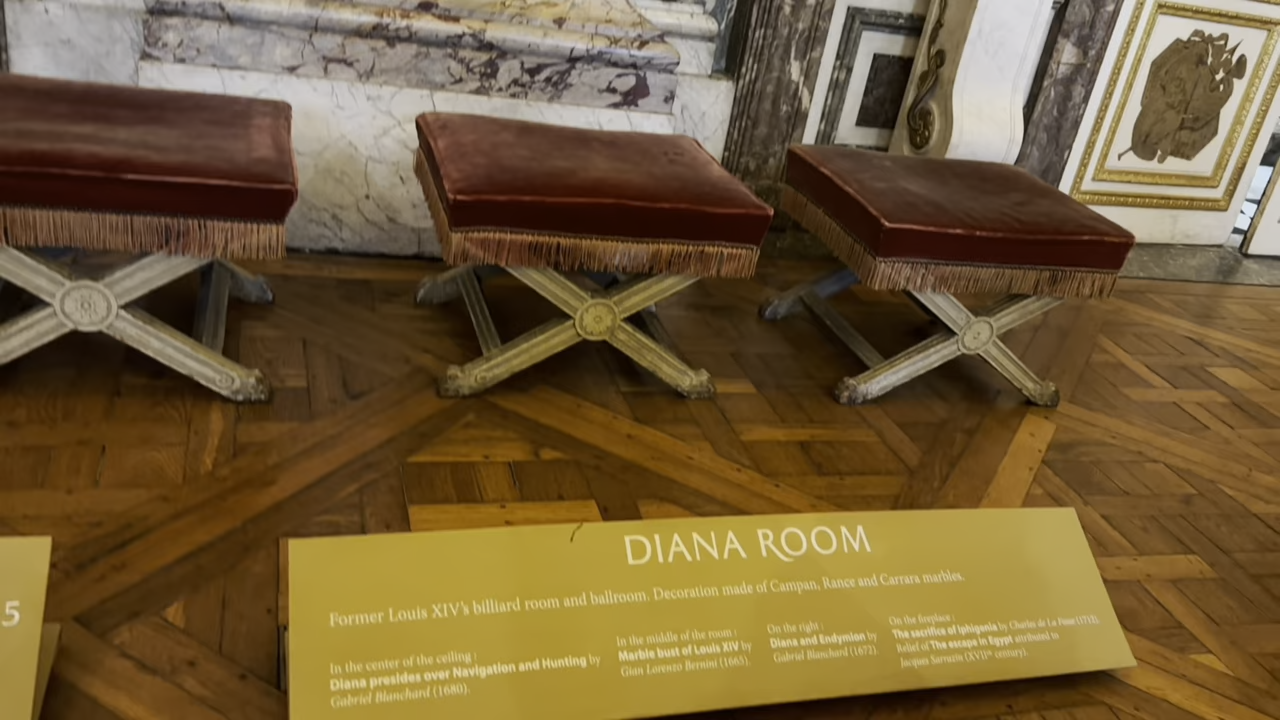 DIANA ROOM
Former Louis XIV's billiard room and ballroom. Decoration made of Campan, Rance and Carrara marbles.
In the center of the ceiling :
Diana presides over Navigation and Hunting by
Gabriel Blanchard (1680).
In the middle of the room :
Marble bust of Louis XIV by
Gian Lorenzo Bernini (1665).
On the right :
Diana and Endymion by
Gabriel Blanchard (1672).
On the fireplace :
The sacrifice of Iphigenia by Charles de La Fosse (1712).
Relief of The escape in Egypt attributed to
Jacques Sarrazin (XVIIth century).
5